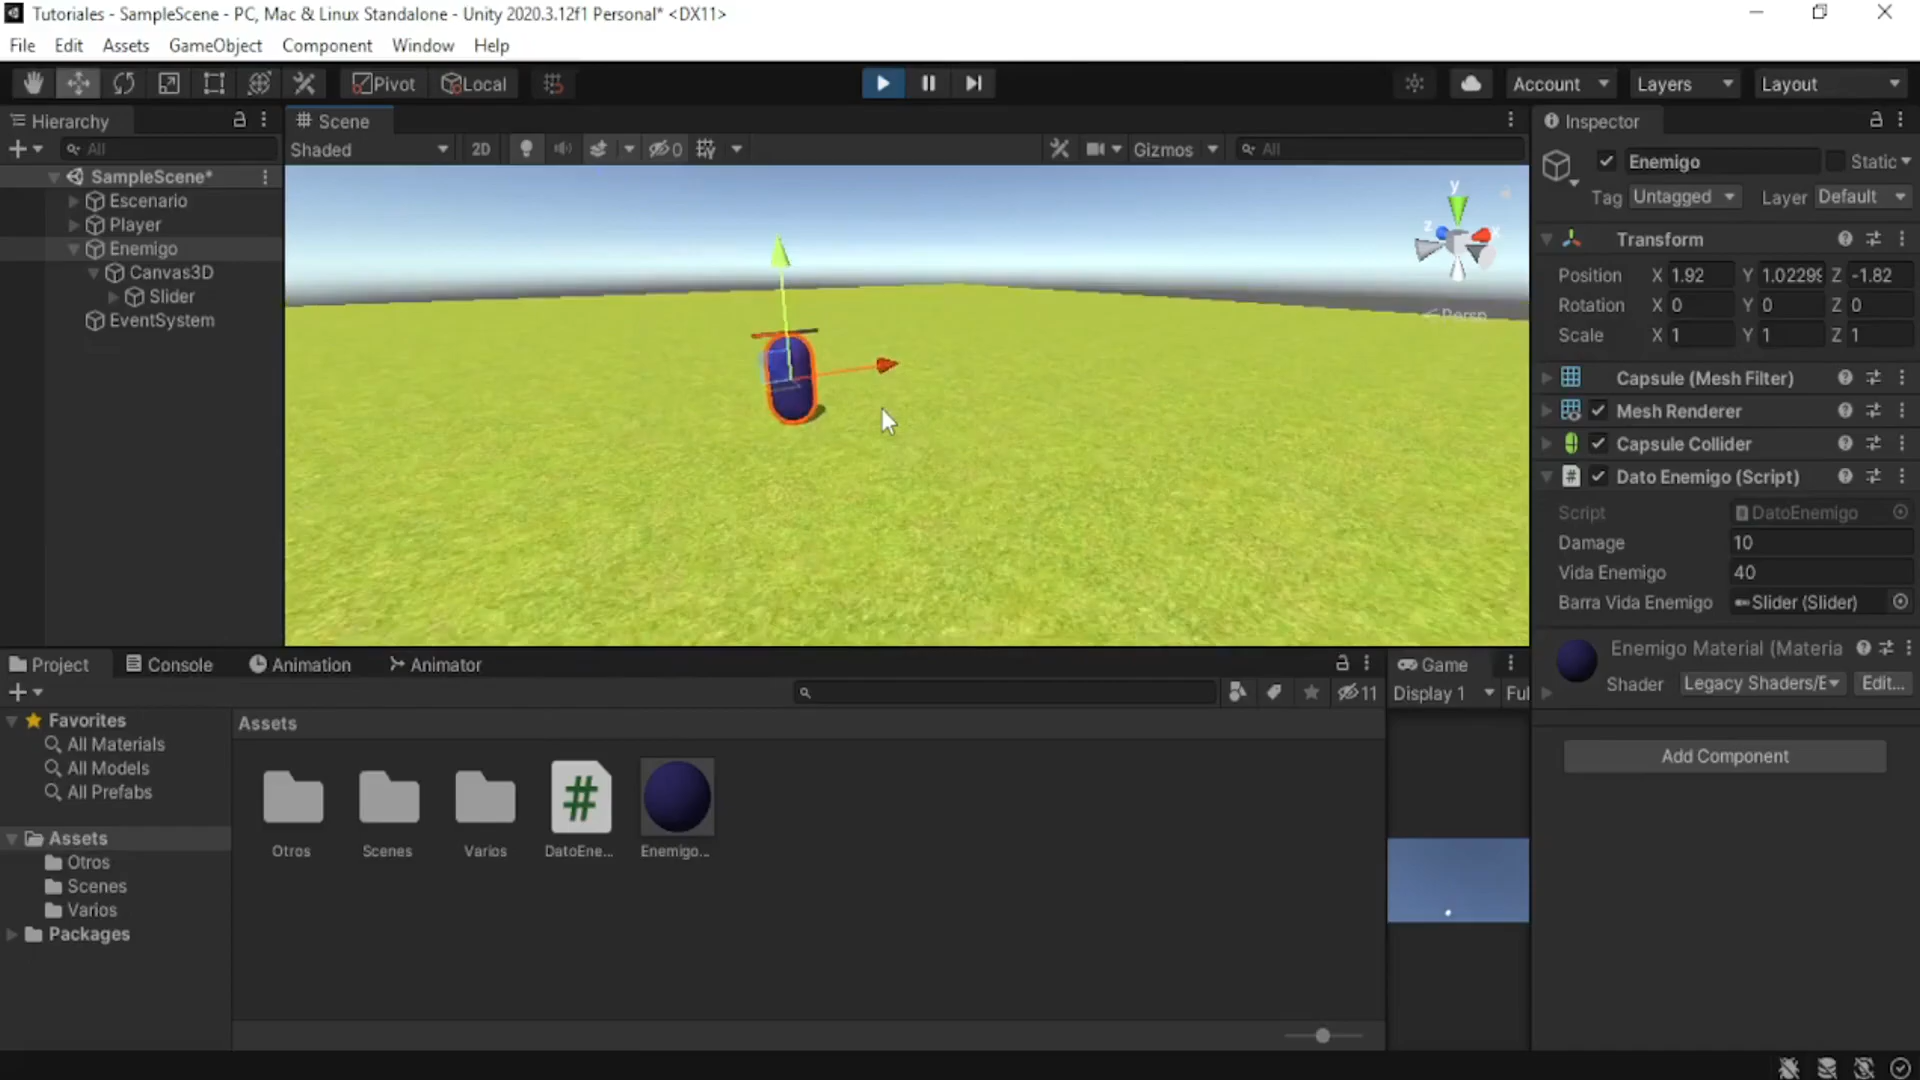 Tutoriales - SampleScene - PC, Mac & Linux Standalone - Unity 2020.3.12f1 Personal* <DX11>
File Edit Assets GameObject Component Window Help
Pivot Local Account Layers Layout
Hierarchy
All
SampleScene*
Escenario
Player
Enemigo
Canvas3D
Slider
EventSystem
Scene
Shaded 2D 0 Gizmos All
y
z x
Persp
Inspector
Enemigo Static
Tag Untagged Layer Default
Transform
Position X 1.92 Y 1.02299 Z -1.82
Rotation X 0 Y 0 Z 0
Scale X 1 Y 1 Z 1
Capsule (Mesh Filter)
Mesh Renderer
Capsule Collider
Dato Enemigo (Script)
Script DatoEnemigo
Damage 10
Vida Enemigo 40
Barra Vida Enemigo Slider (Slider)
Enemigo Material (Materia
Shader Legacy Shaders/E Edit...
Add Component
Project Console Animation Animator
11
Favorites
All Materials
All Models
All Prefabs
Assets
Otros
Scenes
Varios
Packages
Assets
Otros Scenes Varios DatoEne... Enemigo...
Game
Display 1 Ful